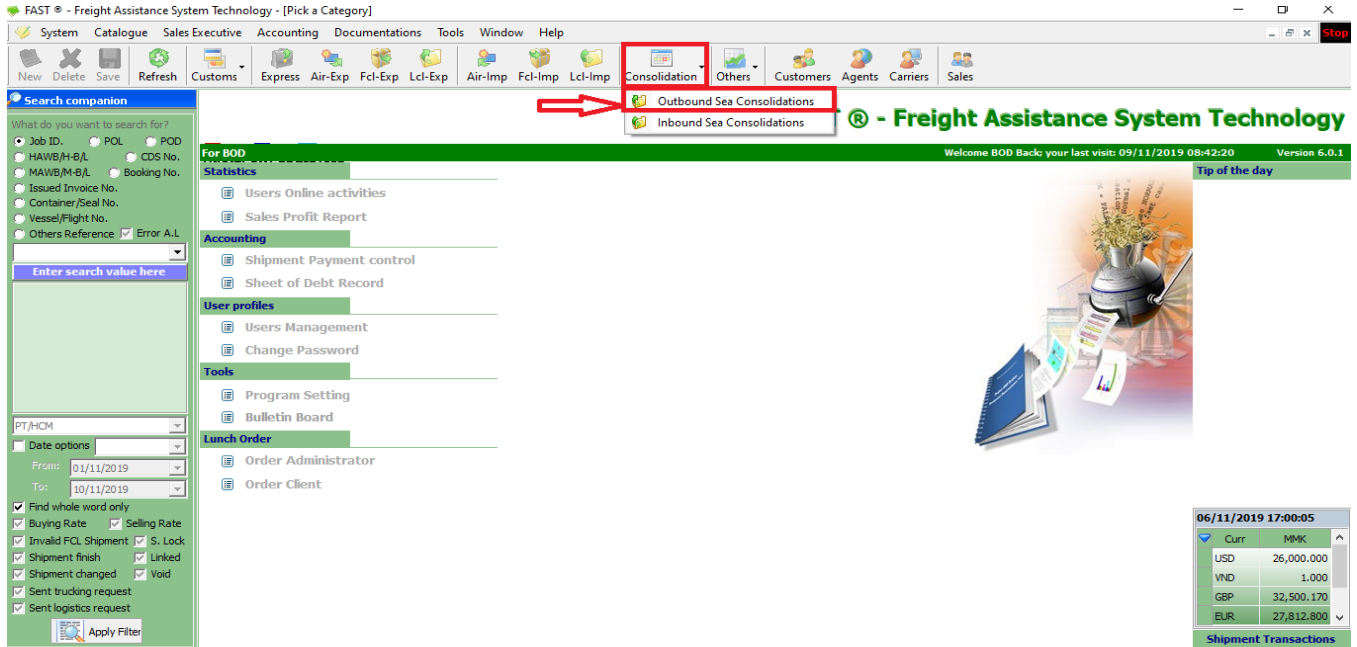 FAST ® - Freight Assistance System Technology - [Pick a Category]
System Catalogue Sales Executive Accounting Documentations Tools Window Help
Stop
New Delete Save Refresh Customs Express Air-Exp Fcl-Exp Lcl-Exp Air-Imp Fcl-Imp Lcl-Imp Consolidation Others Customers Agents Carriers Sales
Outbound Sea Consolidations
Inbound Sea Consolidations
® - Freight Assistance System Technology
Search companion
What do you want to search for?
Job ID. POL POD
HAWB/H-B/L CDS No.
MAWB/M-B/L Booking No.
Issued Invoice No.
Container/Seal No.
Vessel/Flight No.
Others Reference Error A.L
Enter search value here
PT/HCM
Date options
From: 01/11/2019
To: 10/11/2019
Find whole word only
Buying Rate Selling Rate
Invalid FCL Shipment S. Lock
Shipment finish Linked
Shipment changed Void
Sent trucking request
Sent logistics request
Apply Filter
For BOD Welcome BOD Back; your last visit: 09/11/2019 08:42:20 Version 6.0.1
Statistics
Users Online activities
Sales Profit Report
Accounting
Shipment Payment control
Sheet of Debt Record
User profiles
Users Management
Change Password
Tools
Program Setting
Bulletin Board
Lunch Order
Order Administrator
Order Client
Tip of the day
06/11/2019 17:00:05
Curr MMK
USD 26,000.000
VND 1.000
GBP 32,500.170
EUR 27,812.800
Shipment Transactions